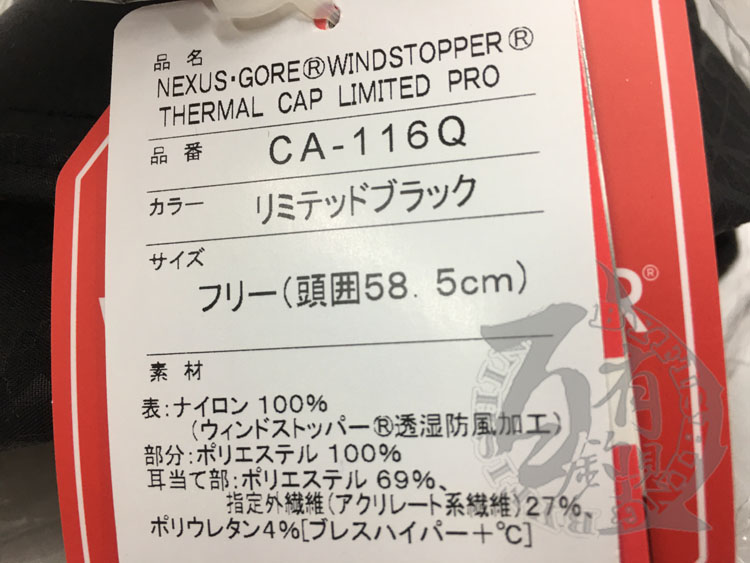 品名
NEXUS・GORE®WINDSTOPPER®
THERMAL CAP LIMITED PRO
品番 CA-116Q
カラー リミテッドブラック
サイズ
フリー(頭囲58.5cm)
素材
表:ナイロン 100%
(ウィンドストッパー®透湿防風加工)
部分:ポリエステル 100%
耳当て部:ポリエステル 69%、
指定外繊維(アクリレート系繊維)27%、
ポリウレタン4%[ブレスハイパー+℃]
R®
有